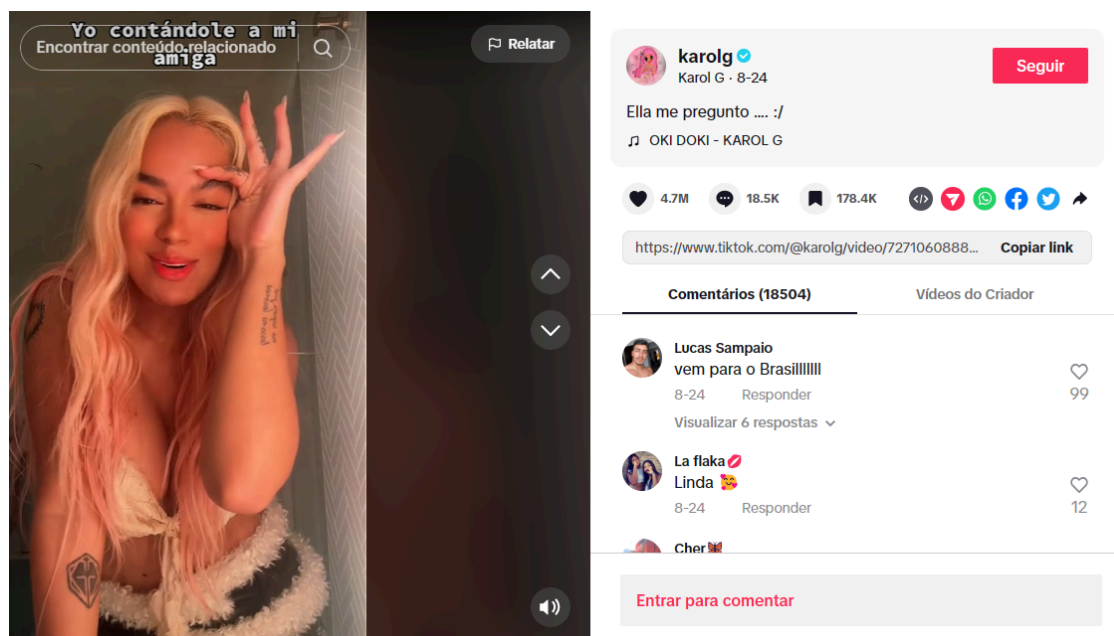 Yo contándole a mi
amiga
Encontrar conteúdo relacionado
Relatar
karolg
Karol G · 8-24
Seguir
Ella me pregunto .... :/
OKI DOKI - KAROL G
4.7M
18.5K
178.4K
https://www.tiktok.com/@karolg/video/7271060888...
Copiar link
Comentários (18504)
Vídeos do Criador
Lucas Sampaio
vem para o Brasilllllll
8-24 Responder
99
Visualizar 6 respostas
La flaka💋
Linda 🥰
8-24 Responder
12
Cher🦋
Entrar para comentar